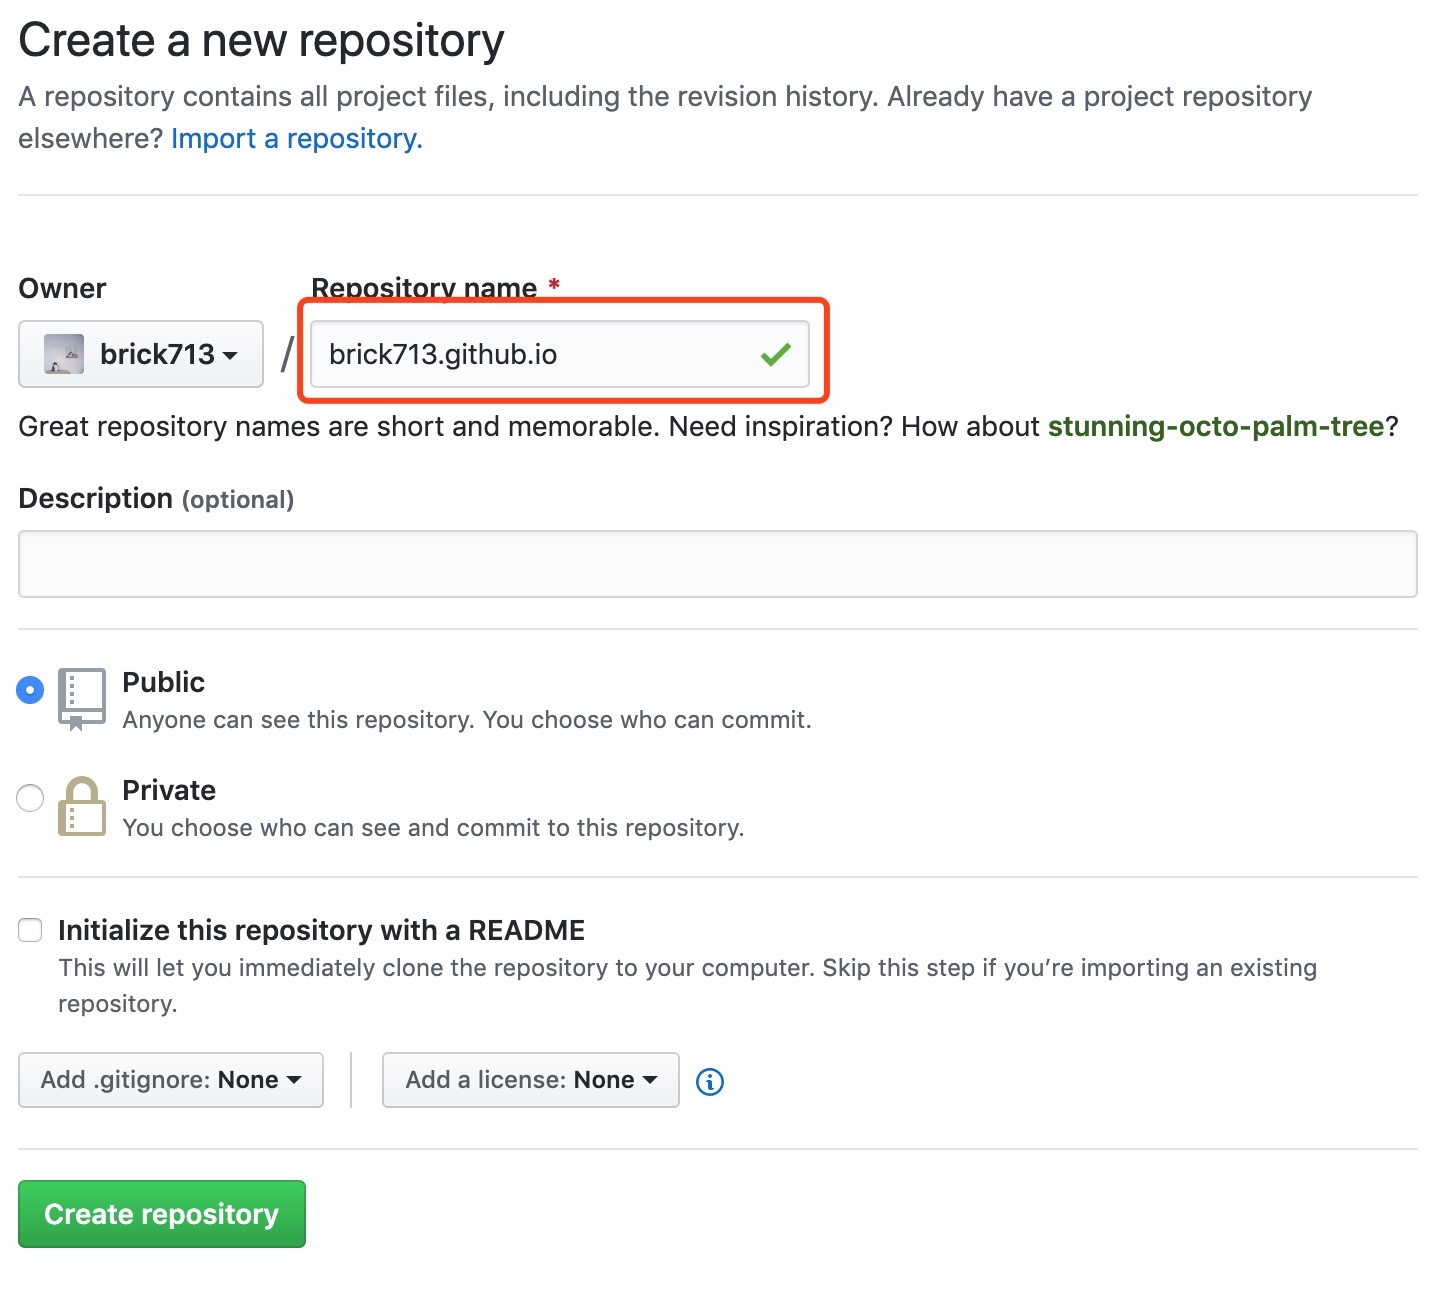 Create a new repository
A repository contains all project files, including the revision history. Already have a project repository
elsewhere? Import a repository.
Owner
Repository name *
brick713
/
brick713.github.io
Great repository names are short and memorable. Need inspiration? How about stunning-octo-palm-tree?
Description (optional)
Public
Anyone can see this repository. You choose who can commit.
Private
You choose who can see and commit to this repository.
Initialize this repository with a README
This will let you immediately clone the repository to your computer. Skip this step if you’re importing an existing
repository.
Add .gitignore: None
Add a license: None
Create repository